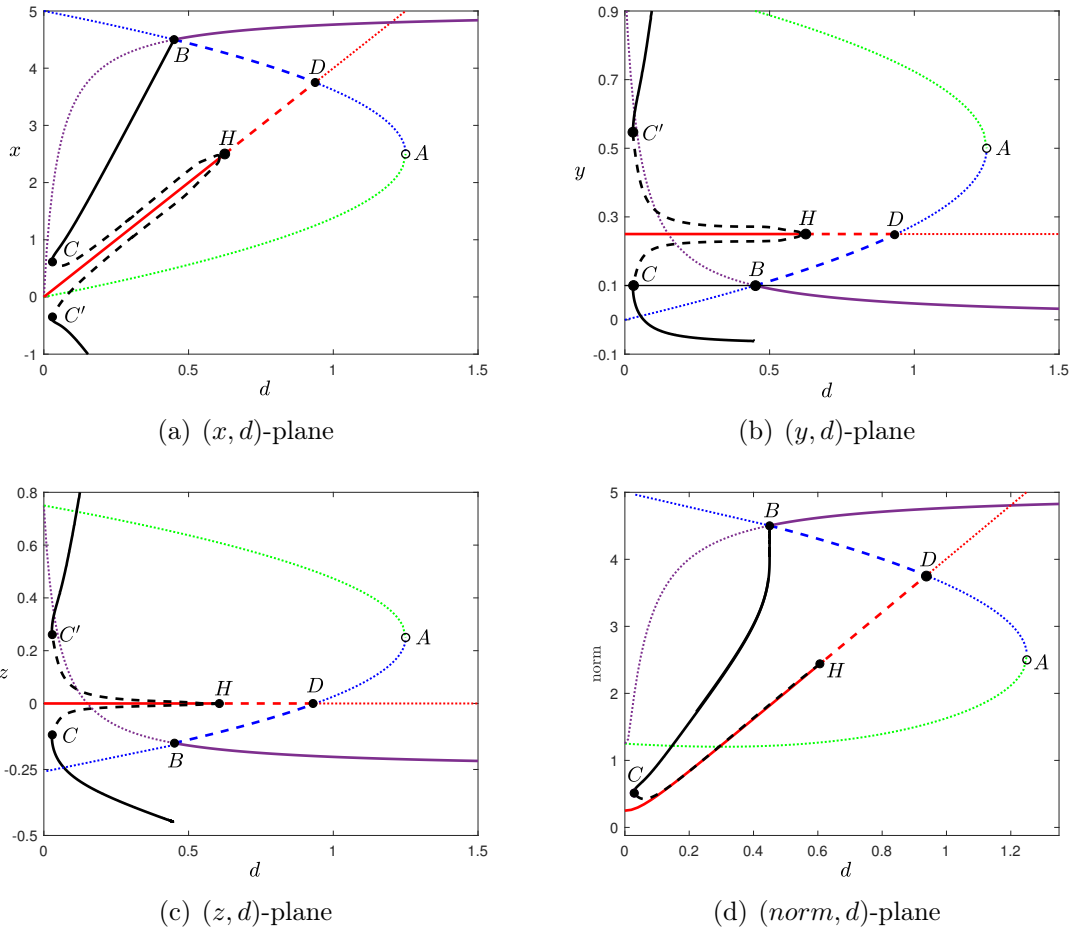 5
4
3
2
1
0
-1
x
B
D
H
A
C
C′
0
0.5
1
1.5
d
(a) (x, d)-plane
0.9
0.7
0.5
0.3
0.1
0
-0.1
y
C′
A
H
D
C
B
0
0.5
1
1.5
d
(b) (y, d)-plane
0.8
0.6
0.4
0.2
0
-0.25
-0.5
z
C′
A
H
D
C
B
0
0.5
1
1.5
d
(c) (z, d)-plane
5
4
3
2
1
0
norm
B
D
H
A
C
0
0.2
0.4
0.6
0.8
1
1.2
d
(d) (norm, d)-plane